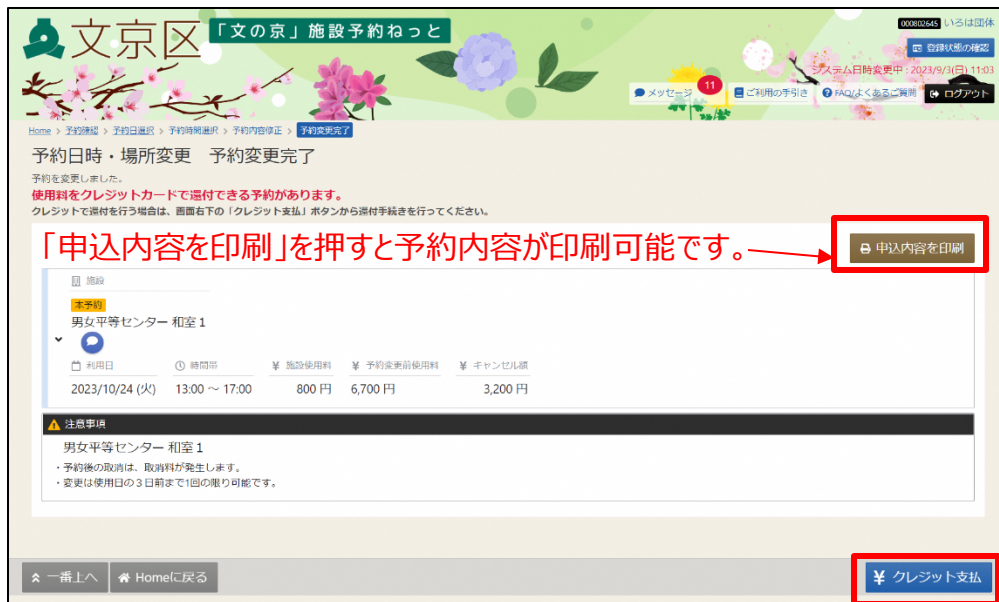 文京区
「文の京」施設予約ねっと
000802645 いろは団体
登録状態の確認
システム日時変更中 : 2023/9/3(日) 11:03
メッセージ 11 ご利用の手引き FAQ/よくあるご質問 ログアウト
Home > 予約確認 > 予約日選択 > 予約時間選択 > 予約内容修正 > 予約変更完了
予約日時・場所変更 予約変更完了
予約を変更しました。
使用料をクレジットカードで還付できる予約があります。
クレジットで還付を行う場合は、画面右下の「クレジット支払」ボタンから還付手続きを行ってください。
「申込内容を印刷」を押すと予約内容が印刷可能です。
申込内容を印刷
施設
本予約
男女平等センター 和室1
利用日 時間帯 ¥ 施設使用料 ¥ 予約変更前使用料 ¥ キャンセル額
2023/10/24 (火) 13:00 ～ 17:00 800 円 6,700 円 3,200 円
注意事項
男女平等センター 和室1
・予約後の取消は、取消料が発生します。
・変更は使用日の３日前まで1回の限り可能です。
一番上へ Homeに戻る ¥ クレジット支払